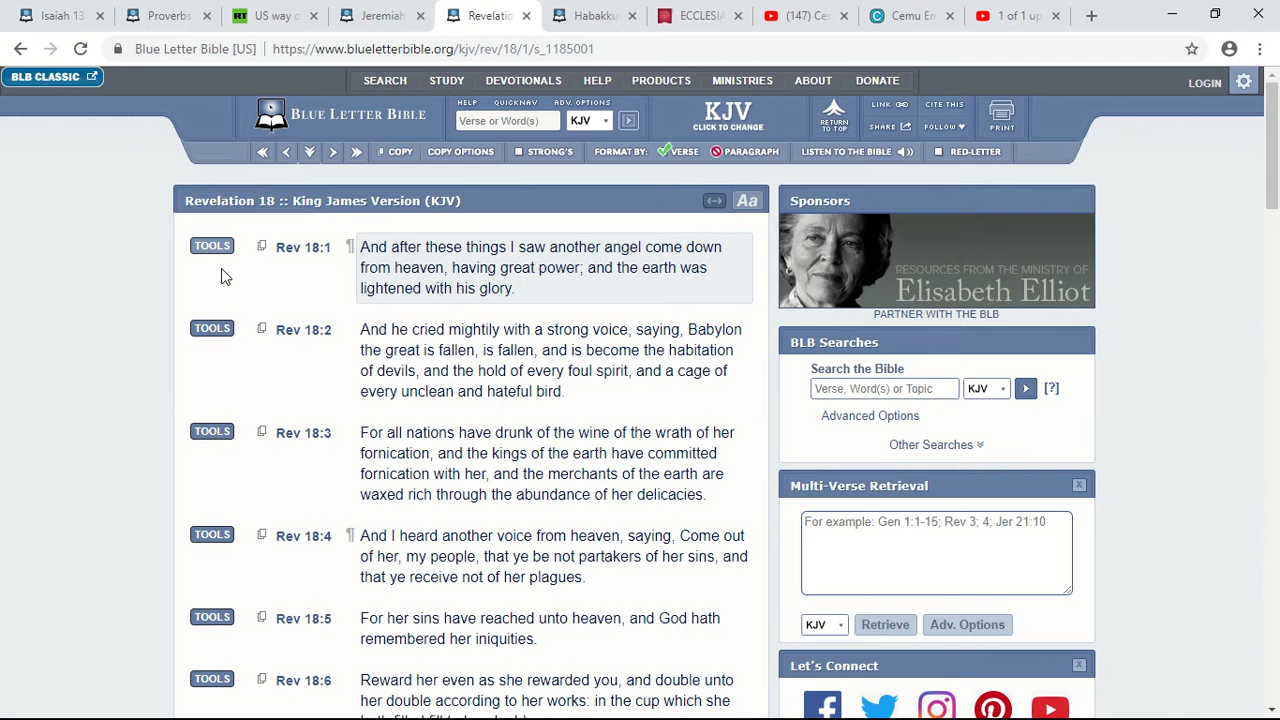 Isaiah 13:
Proverbs
US way o
Jeremiah
Revelatio
Habakku
ECCLESIA
(147) Cev
Cemu Em
1 of 1 up
Blue Letter Bible [US]
https://www.blueletterbible.org/kjv/rev/18/1/s_1185001
BLB CLASSIC
SEARCH STUDY DEVOTIONALS HELP PRODUCTS MINISTRIES ABOUT DONATE
LOGIN
BLUE LETTER BIBLE
HELP QUICKNAV ADV. OPTIONS
Verse or Word(s) KJV
KJV
CLICK TO CHANGE
RETURN
TO TOP
LINK CITE THIS
SHARE FOLLOW
PRINT
COPY COPY OPTIONS STRONG'S FORMAT BY: VERSE PARAGRAPH LISTEN TO THE BIBLE RED-LETTER
Revelation 18 :: King James Version (KJV)
Aa
TOOLS Rev 18:1 ¶ And after these things I saw another angel come down
from heaven, having great power; and the earth was
lightened with his glory.
TOOLS Rev 18:2 And he cried mightily with a strong voice, saying, Babylon
the great is fallen, is fallen, and is become the habitation
of devils, and the hold of every foul spirit, and a cage of
every unclean and hateful bird.
TOOLS Rev 18:3 For all nations have drunk of the wine of the wrath of her
fornication, and the kings of the earth have committed
fornication with her, and the merchants of the earth are
waxed rich through the abundance of her delicacies.
TOOLS Rev 18:4 ¶ And I heard another voice from heaven, saying, Come out
of her, my people, that ye be not partakers of her sins, and
that ye receive not of her plagues.
TOOLS Rev 18:5 For her sins have reached unto heaven, and God hath
remembered her iniquities.
TOOLS Rev 18:6 Reward her even as she rewarded you, and double unto
her double according to her works: in the cup which she
Sponsors
RESOURCES FROM THE MINISTRY OF
Elisabeth Elliot
PARTNER WITH THE BLB
BLB Searches
Search the Bible
Verse, Word(s) or Topic KJV [?]
Advanced Options
Other Searches
Multi-Verse Retrieval
For example: Gen 1:1-15; Rev 3; 4; Jer 21:10
KJV Retrieve Adv. Options
Let's Connect